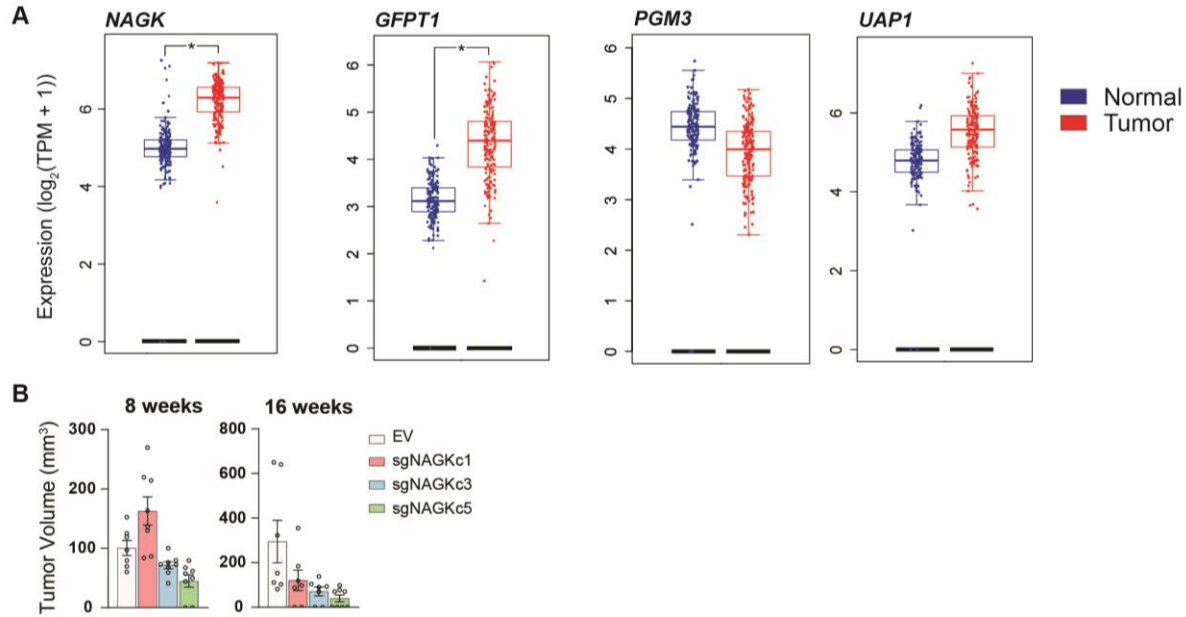 A
NAGK
GFPT1
PGM3
UAP1
Expression (log2(TPM + 1))
0
2
4
6
*
0
1
2
3
4
5
6
*
0
1
2
3
4
5
6
0
2
4
6
Normal
Tumor
B
8 weeks
16 weeks
Tumor Volume (mm³)
300
200
100
0
800
600
400
200
0
EV
sgNAGKc1
sgNAGKc3
sgNAGKc5